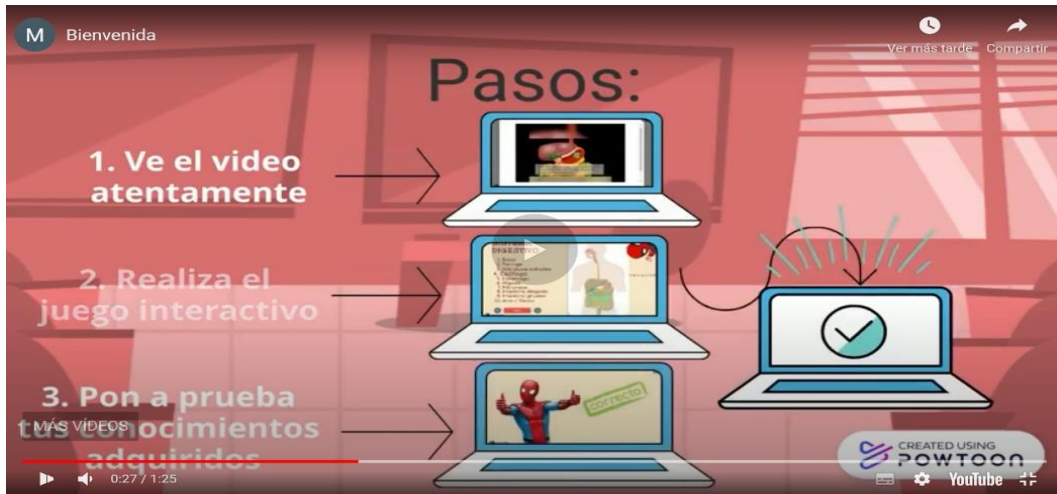 M Bienvenida
Ver más tarde
Compartir
Pasos:
1. Ve el video
atentamente
2. Realiza el
juego interactivo
DIGESTIVO
3. Pon a prueba
tus conocimientos
adquiridos
correcto
MÁS VÍDEOS
CREATED USING
POWTOON
0:27 / 1:25
YouTube